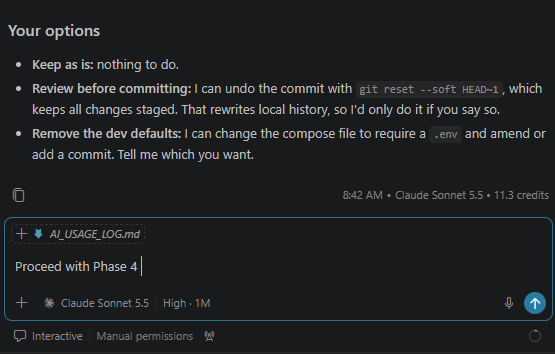 Your options
• Keep as is: nothing to do.
• Review before committing: I can undo the commit with git reset --soft HEAD~1, which
keeps all changes staged. That rewrites local history, so I'd only do it if you say so.
• Remove the dev defaults: I can change the compose file to require a .env and amend or
add a commit. Tell me which you want.
8:42 AM • Claude Sonnet 5.5 • 11.3 credits
AI_USAGE_LOG.md
Proceed with Phase 4
Claude Sonnet 5.5 | High · 1M
Interactive | Manual permissions